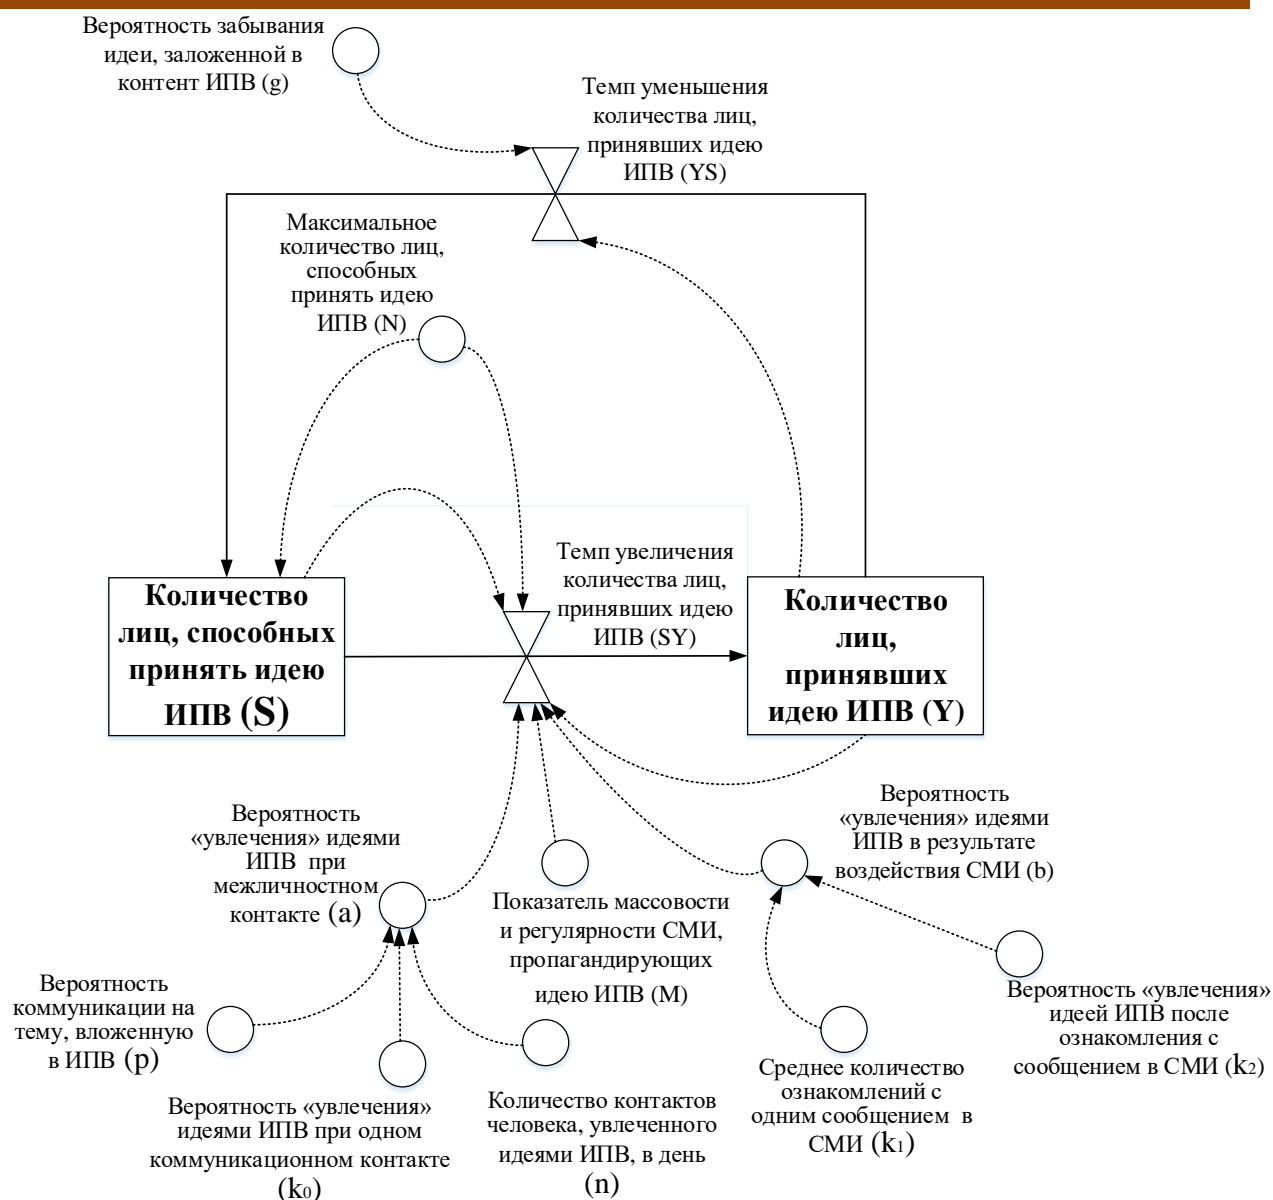 Вероятность забывания
идеи, заложенной в
контент ИПВ (g)
Темп уменьшения
количества лиц,
принявших идею
ИПВ (YS)
Максимальное
количество лиц,
способных
принять идею
ИПВ (N)
Темп увеличения
количества лиц,
принявших идею
ИПВ (SY)
Количество
лиц, способных
принять идею
ИПВ (S)
Количество
лиц,
принявших
идею ИПВ (Y)
Вероятность
«увлечения» идеями
ИПВ при
межличностном
контакте (a)
Показатель массовости
и регулярности СМИ,
пропагандирующих
идею ИПВ (M)
Вероятность
«увлечения» идеями
ИПВ в результате
воздействия СМИ (b)
Вероятность
коммуникации на
тему, вложенную
в ИПВ (p)
Вероятность «увлечения»
идеями ИПВ при одном
коммуникационном контакте
(k0)
Количество контактов
человека, увлеченного
идеями ИПВ, в день
(n)
Среднее количество
ознакомлений с
одним сообщением в
СМИ (k1)
Вероятность «увлечения»
идеей ИПВ после
ознакомления с
сообщением в СМИ (k2)